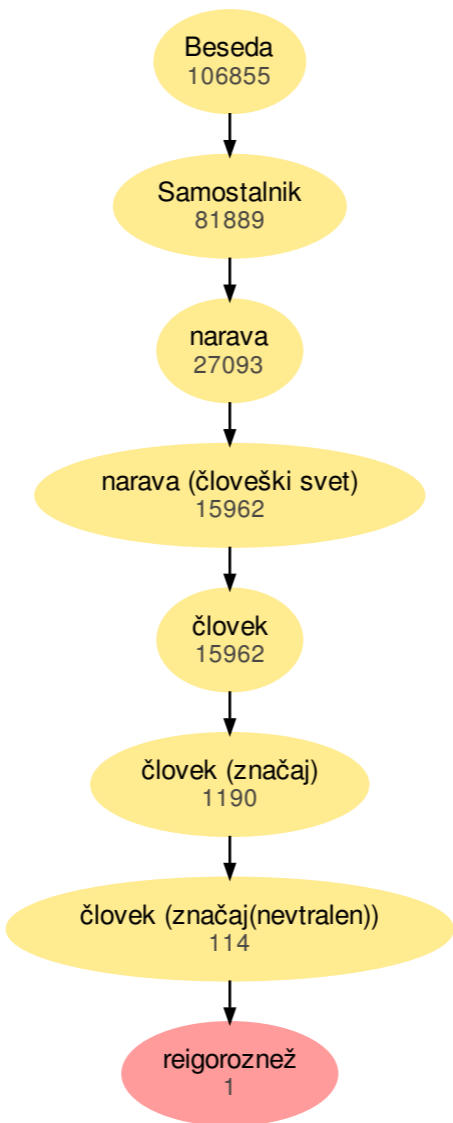 Beseda
106855
Samostalnik
81889
narava
27093
narava (človeški svet)
15962
človek
15962
človek (značaj)
1190
človek (značaj(nevtralen))
114
reigoroznež
1